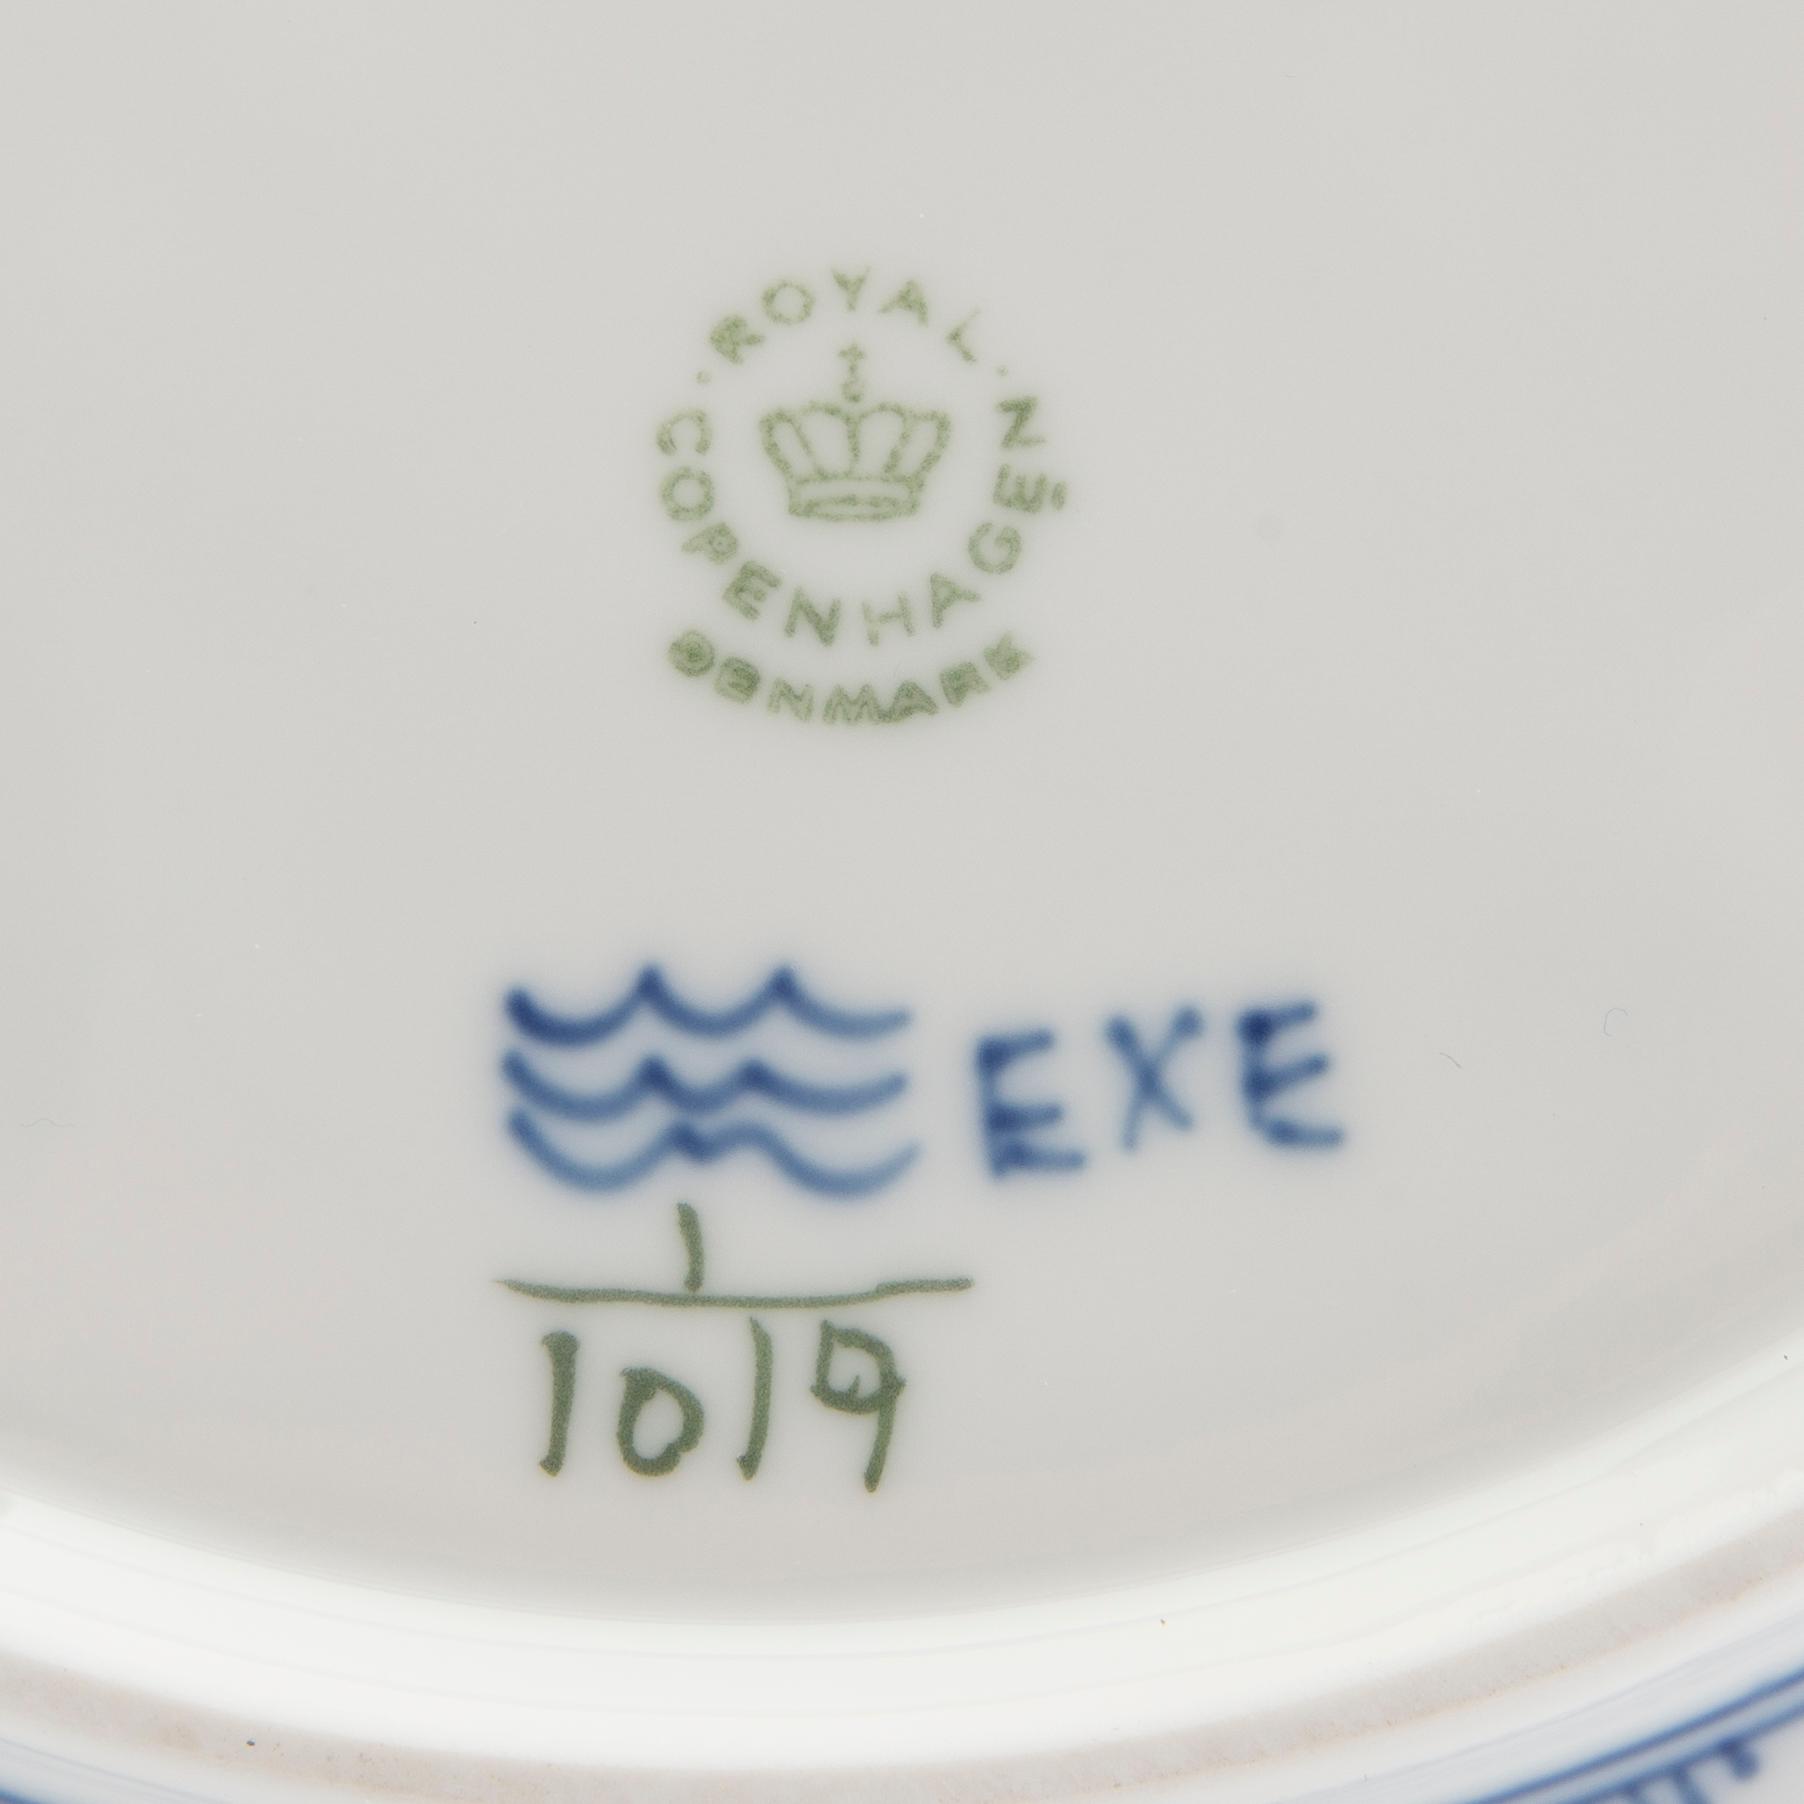 · ROYAL ·
COPENHAGEN
DENMARK
EXE
1
1019